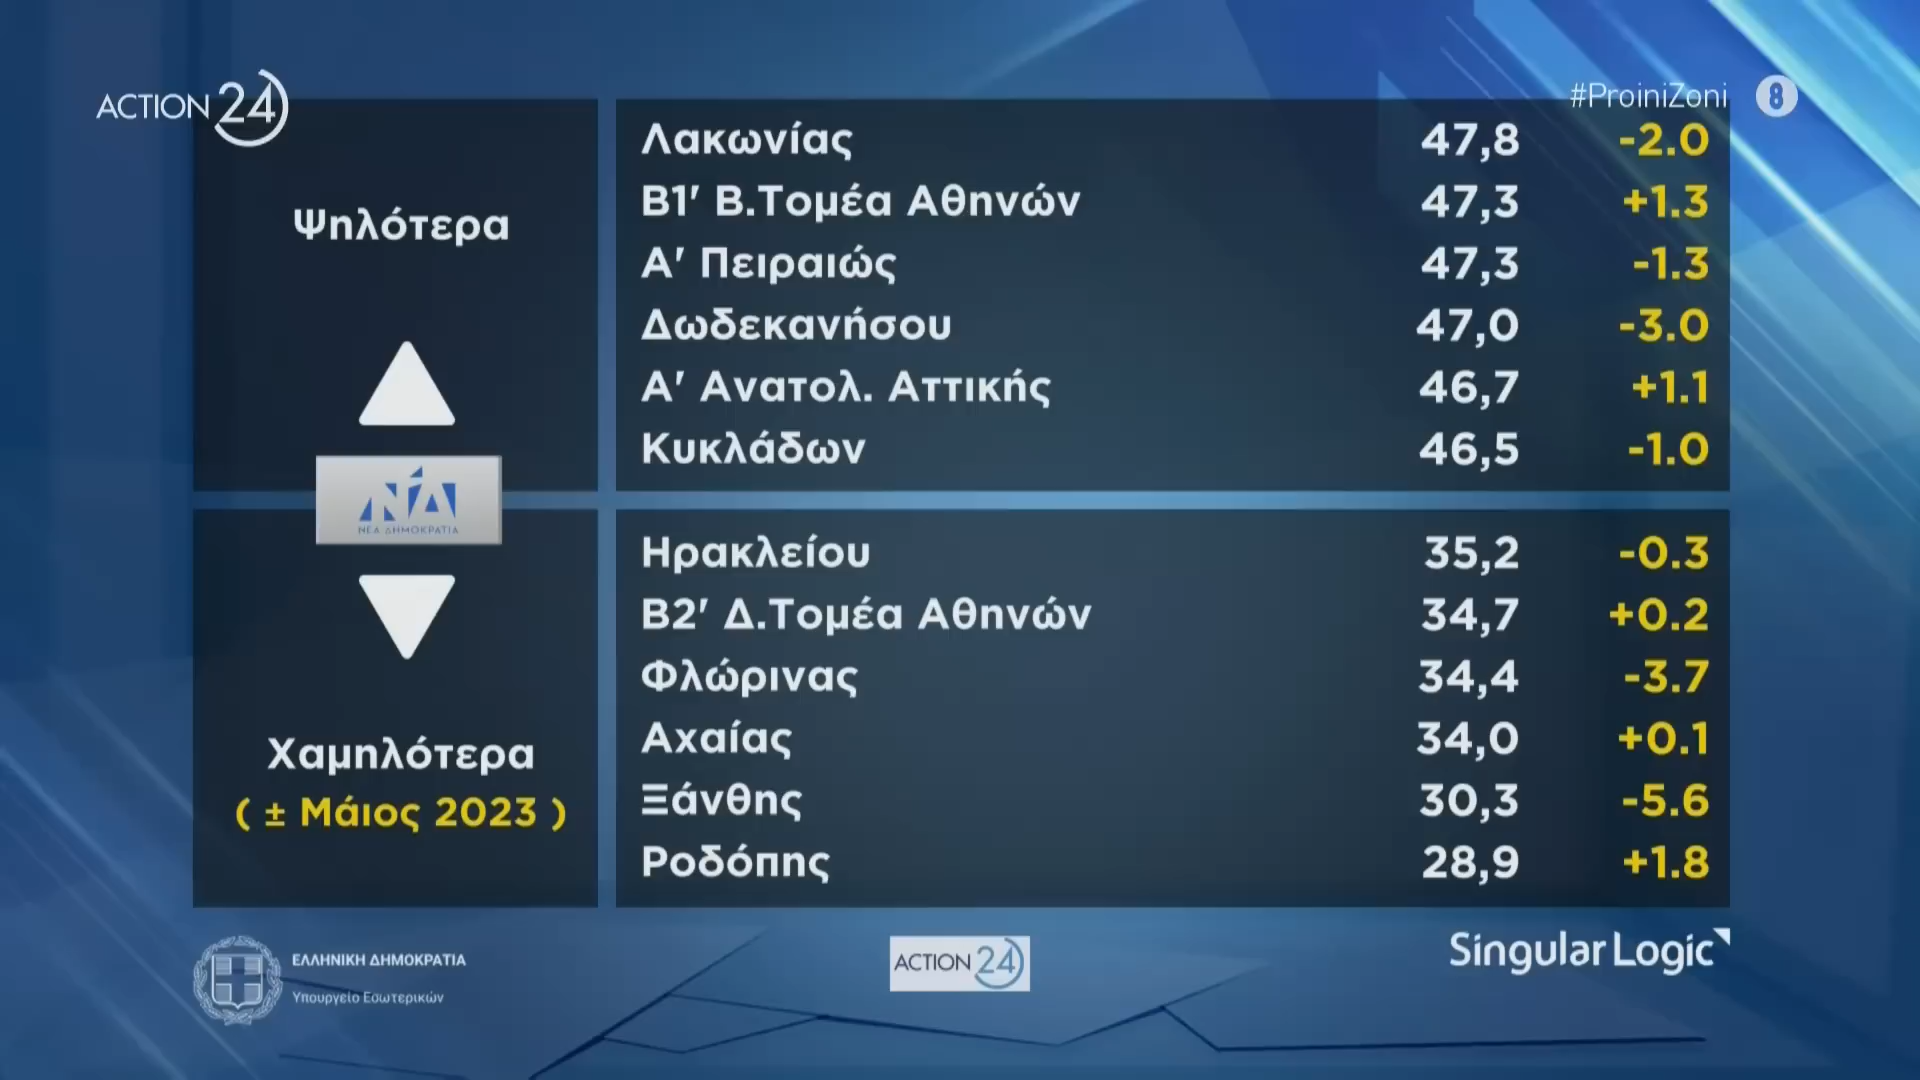 ACTION 24
#ProiniZoni
8
Ψηλότερα
Λακωνίας 47,8 -2.0
Β1' Β.Τομέα Αθηνών 47,3 +1.3
Α' Πειραιώς 47,3 -1.3
Δωδεκανήσου 47,0 -3.0
Α' Ανατολ. Αττικής 46,7 +1.1
Κυκλάδων 46,5 -1.0
ΝΔ
ΝΕΑ ΔΗΜΟΚΡΑΤΙΑ
Χαμηλότερα
( ± Μάιος 2023 )
Ηρακλείου 35,2 -0.3
Β2' Δ.Τομέα Αθηνών 34,7 +0.2
Φλώρινας 34,4 -3.7
Αχαίας 34,0 +0.1
Ξάνθης 30,3 -5.6
Ροδόπης 28,9 +1.8
ΕΛΛΗΝΙΚΗ ΔΗΜΟΚΡΑΤΙΑ
Υπουργείο Εσωτερικών
ACTION 24
SingularLogic